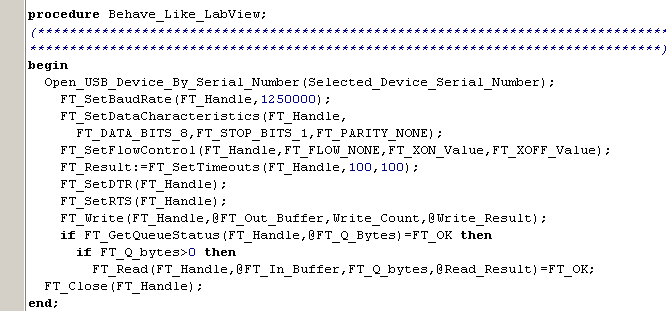 procedure Behave_Like_LabView;
(*******************************************************************************
*******************************************************************************)
begin
Open_USB_Device_By_Serial_Number(Selected_Device_Serial_Number);
FT_SetBaudRate(FT_Handle,1250000);
FT_SetDataCharacteristics(FT_Handle,
FT_DATA_BITS_8,FT_STOP_BITS_1,FT_PARITY_NONE);
FT_SetFlowControl(FT_Handle,FT_FLOW_NONE,FT_XON_Value,FT_XOFF_Value);
FT_Result:=FT_SetTimeouts(FT_Handle,100,100);
FT_SetDTR(FT_Handle);
FT_SetRTS(FT_Handle);
FT_Write(FT_Handle,@FT_Out_Buffer,Write_Count,@Write_Result);
if FT_GetQueueStatus(FT_Handle,@FT_Q_Bytes)=FT_OK then
if FT_Q_bytes>0 then
FT_Read(FT_Handle,@FT_In_Buffer,FT_Q_bytes,@Read_Result)=FT_OK;
FT_Close(FT_Handle);
end;